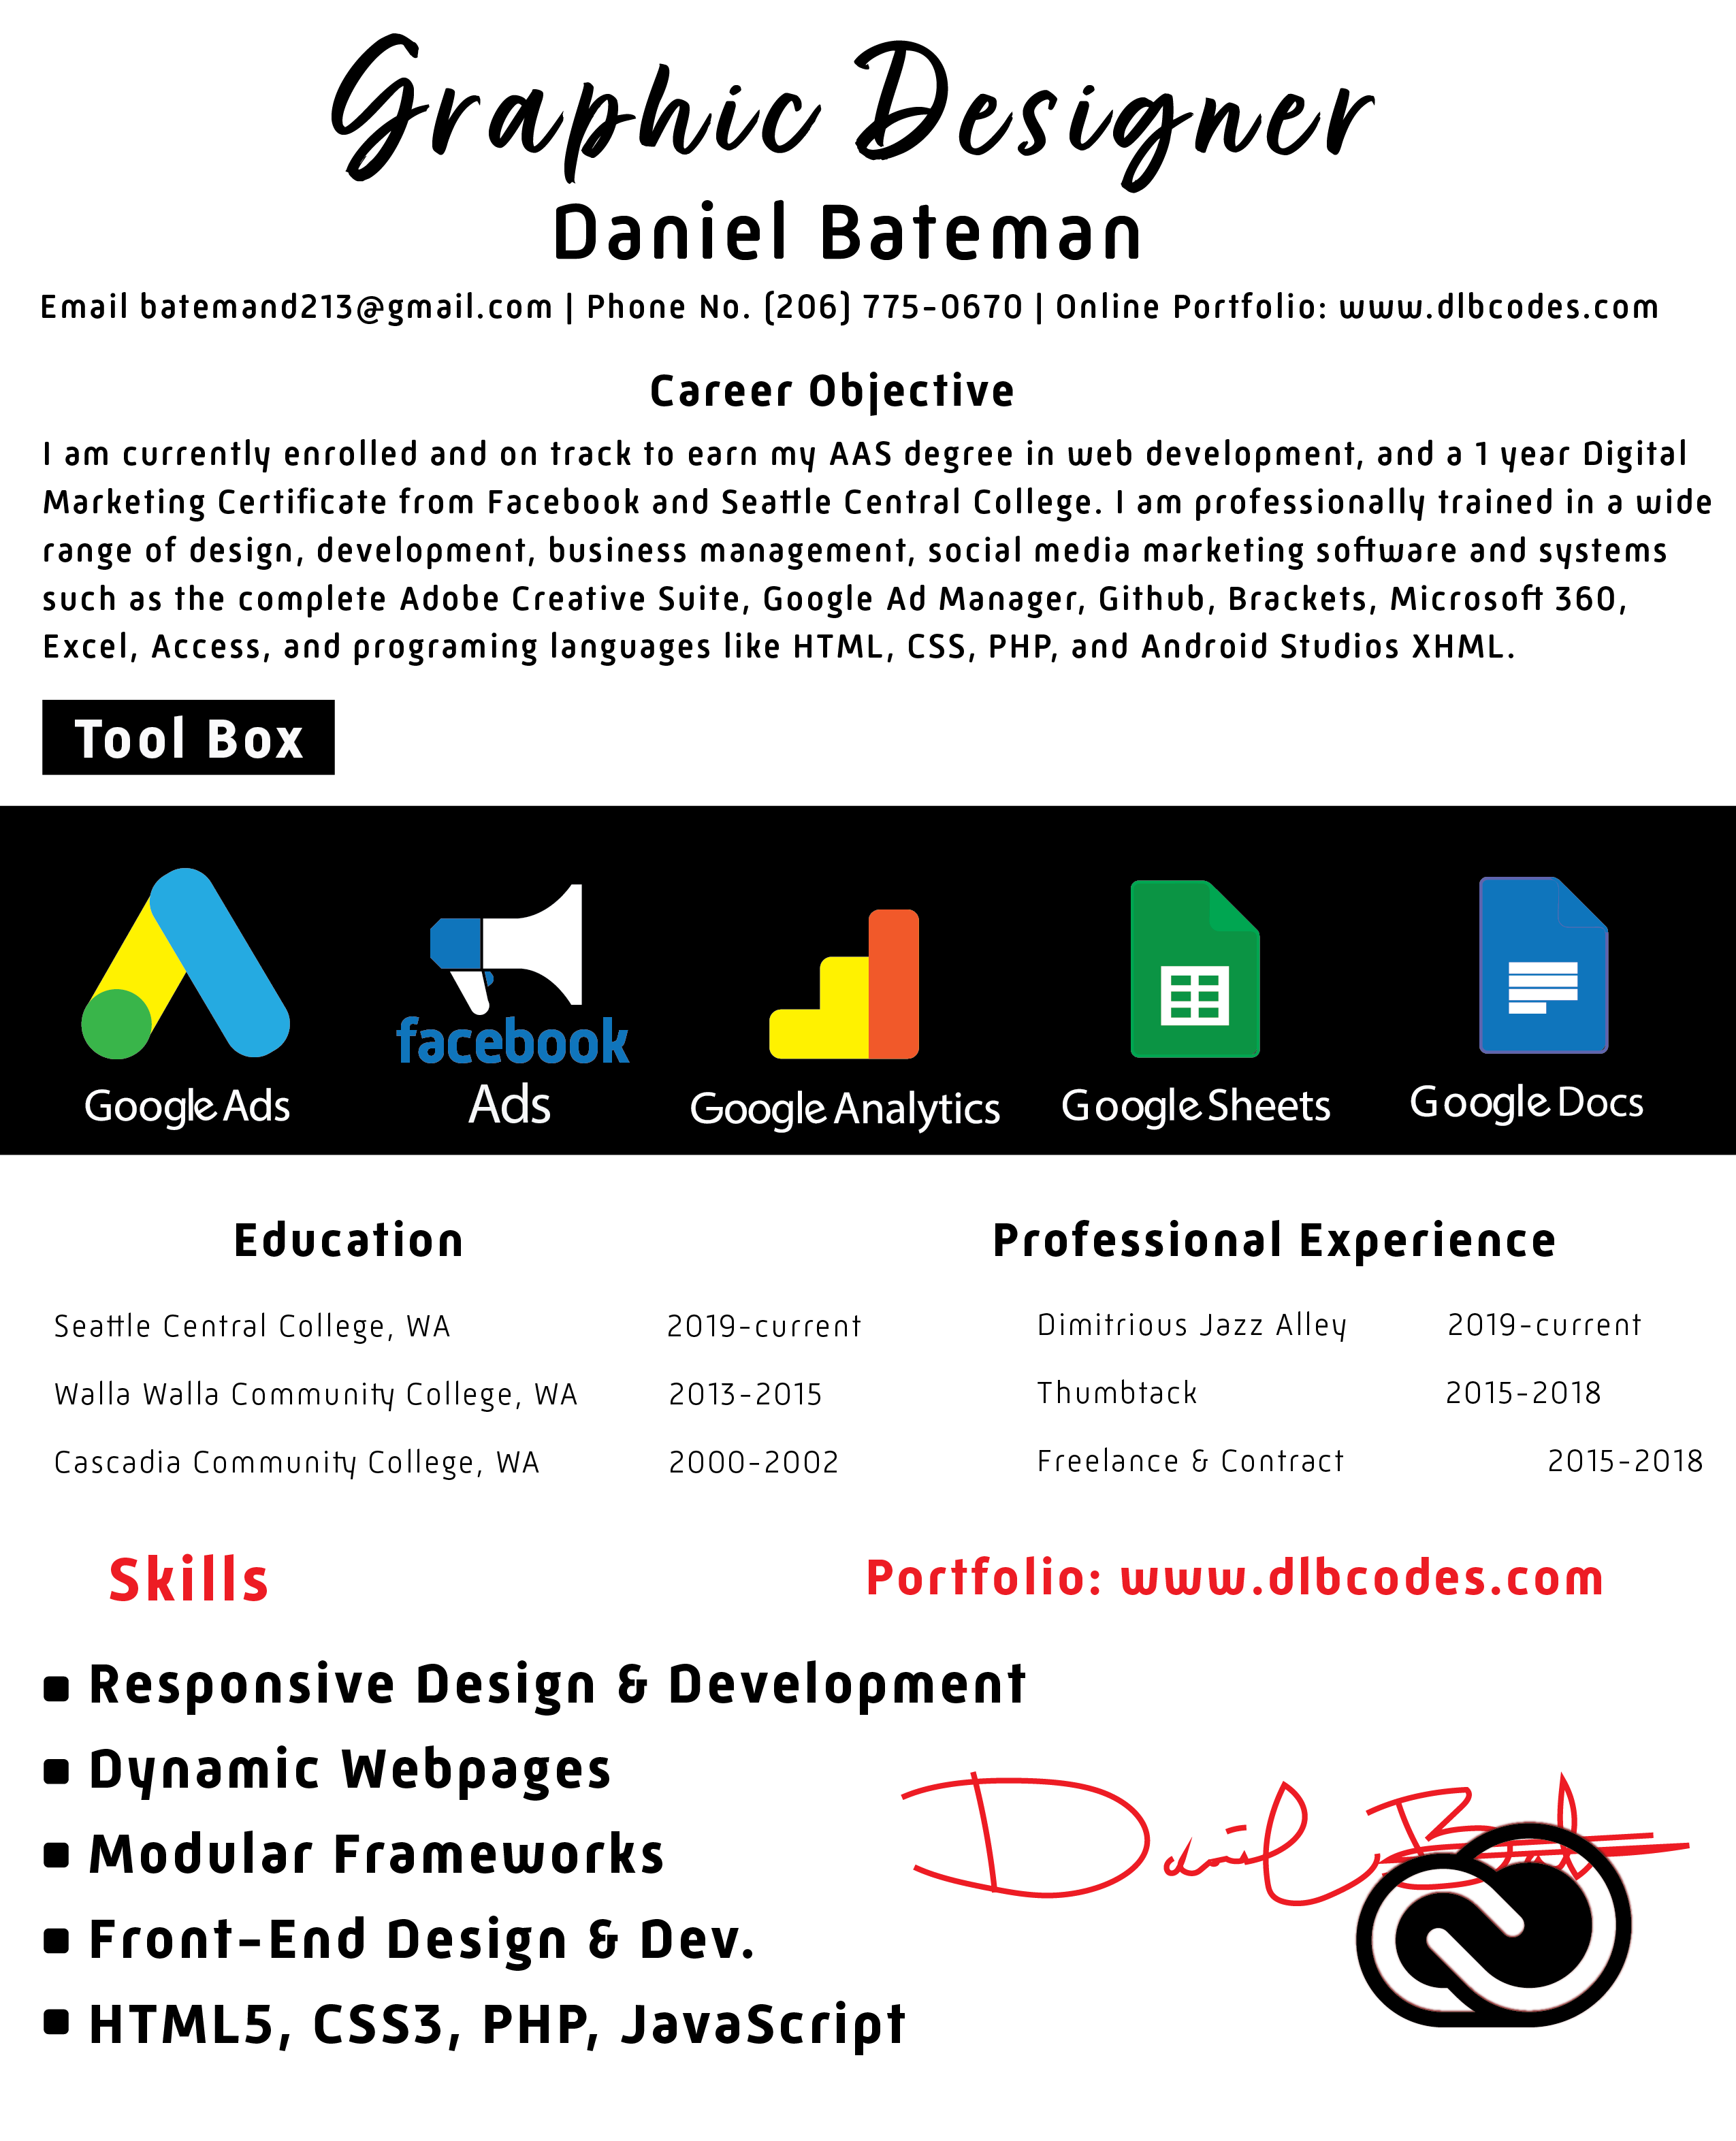 Graphic Designer
Daniel Bateman
Email batemand213@gmail.com | Phone No. (206) 775-0670 | Online Portfolio: www.dlbcodes.com
Career Objective
I am currently enrolled and on track to earn my AAS degree in web development, and a 1 year Digital
Marketing Certificate from Facebook and Seattle Central College. I am professionally trained in a wide
range of design, development, business management, social media marketing software and systems
such as the complete Adobe Creative Suite, Google Ad Manager, Github, Brackets, Microsoft 360,
Excel, Access, and programing languages like HTML, CSS, PHP, and Android Studios XHML.
Tool Box
Google Ads
facebook
Ads
Google Analytics
Google Sheets
Google Docs
Education
Seattle Central College, WA 2019-current
Walla Walla Community College, WA 2013-2015
Cascadia Community College, WA 2000-2002
Professional Experience
Dimitrious Jazz Alley 2019-current
Thumbtack 2015-2018
Freelance & Contract 2015-2018
Skills
Portfolio: www.dlbcodes.com
▪ Responsive Design & Development
▪ Dynamic Webpages
▪ Modular Frameworks
▪ Front-End Design & Dev.
▪ HTML5, CSS3, PHP, JavaScript
Daniel